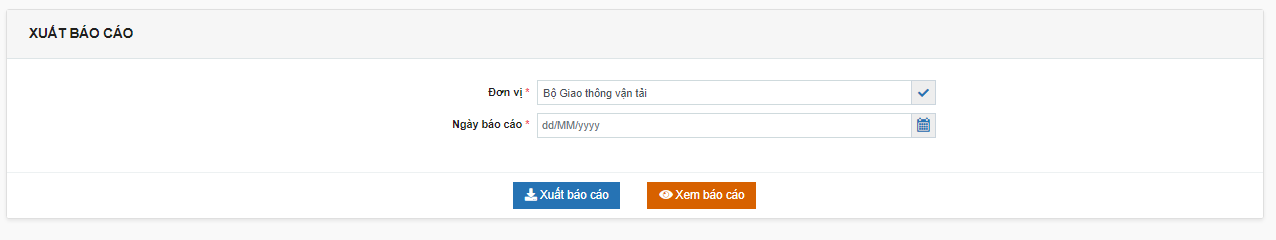 XUẤT BÁO CÁO
Đơn vị * Bộ Giao thông vận tải
Ngày báo cáo * dd/MM/yyyy
Xuất báo cáo Xem báo cáo